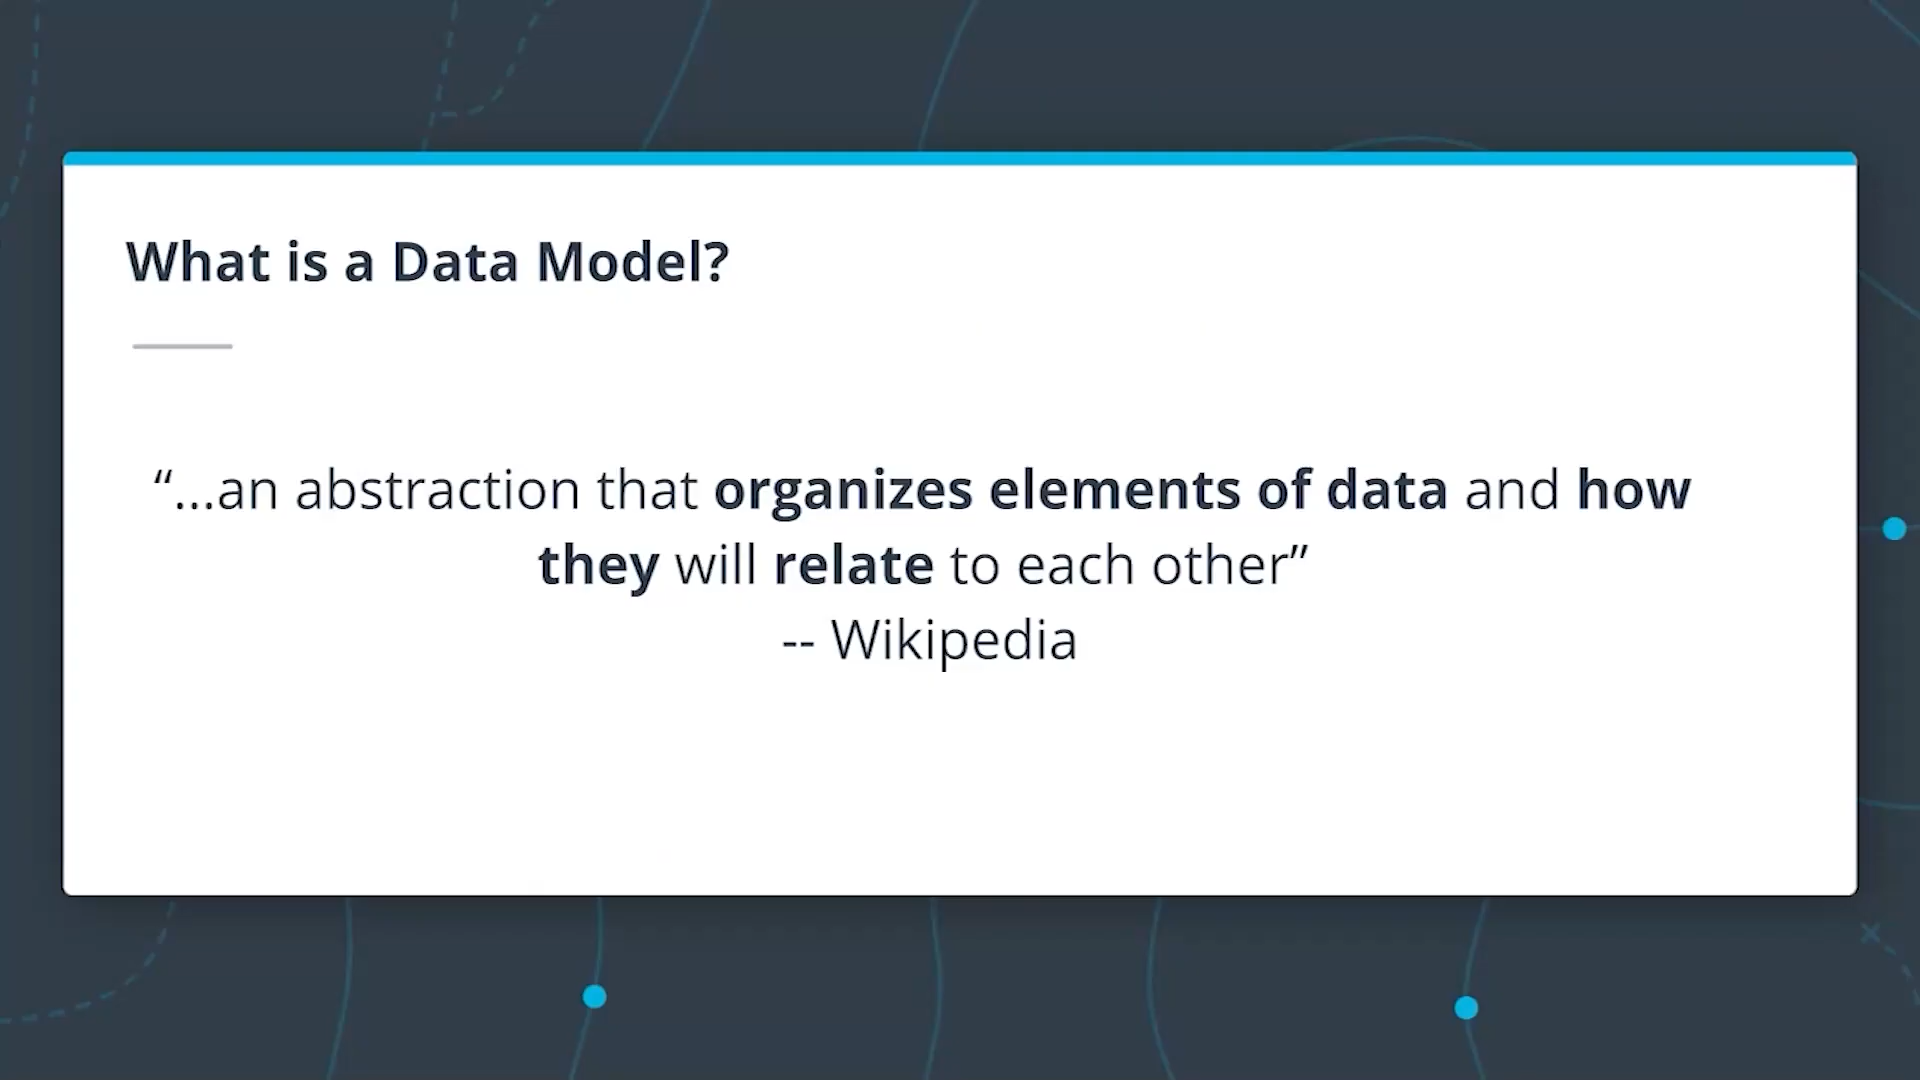 What is a Data Model?
“...an abstraction that organizes elements of data and how
they will relate to each other”
-- Wikipedia